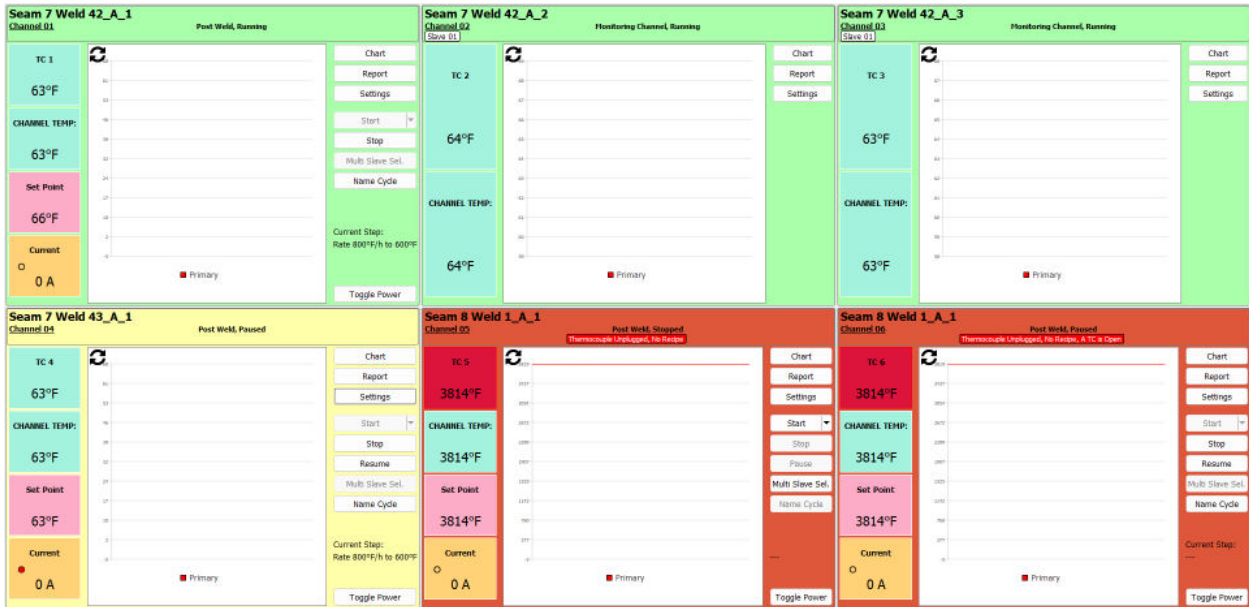 Seam 7 Weld 42_A_1
Channel 01
Post Weld, Running
TC 1
63°F
CHANNEL TEMP:
63°F
Set Point
66°F
Current
0 A
Primary
Chart
Report
Settings
Start
Stop
Multi Slave Sel.
Name Cycle
Current Step:
Rate 800°F/h to 600°F
Toggle Power
Seam 7 Weld 42_A_2
Channel 02
Slave 01
Monitoring Channel, Running
TC 2
64°F
CHANNEL TEMP:
64°F
Primary
Chart
Report
Settings
Seam 7 Weld 42_A_3
Channel 03
Slave 01
Monitoring Channel, Running
TC 3
63°F
CHANNEL TEMP:
63°F
Primary
Chart
Report
Settings
Seam 7 Weld 43_A_1
Channel 04
Post Weld, Paused
TC 4
63°F
CHANNEL TEMP:
63°F
Set Point
63°F
Current
0 A
Primary
Chart
Report
Settings
Start
Stop
Resume
Multi Slave Sel.
Name Cycle
Current Step:
Rate 800°F/h to 600°F
Toggle Power
Seam 8 Weld 1_A_1
Channel 05
Post Weld, Stopped
Thermocouple Unplugged, No Recipe
TC 5
3814°F
CHANNEL TEMP:
3814°F
Set Point
3814°F
Current
0 A
Primary
Chart
Report
Settings
Start
Stop
Pause
Multi Slave Sel.
Name Cycle
---
Toggle Power
Seam 8 Weld 1_A_1
Channel 06
Post Weld, Paused
Thermocouple Unplugged, No Recipe, A TC is Open
TC 6
3814°F
CHANNEL TEMP:
3814°F
Set Point
3814°F
Current
0 A
Primary
Chart
Report
Settings
Start
Stop
Resume
Multi Slave Sel.
Name Cycle
Current Step:
---
Toggle Power